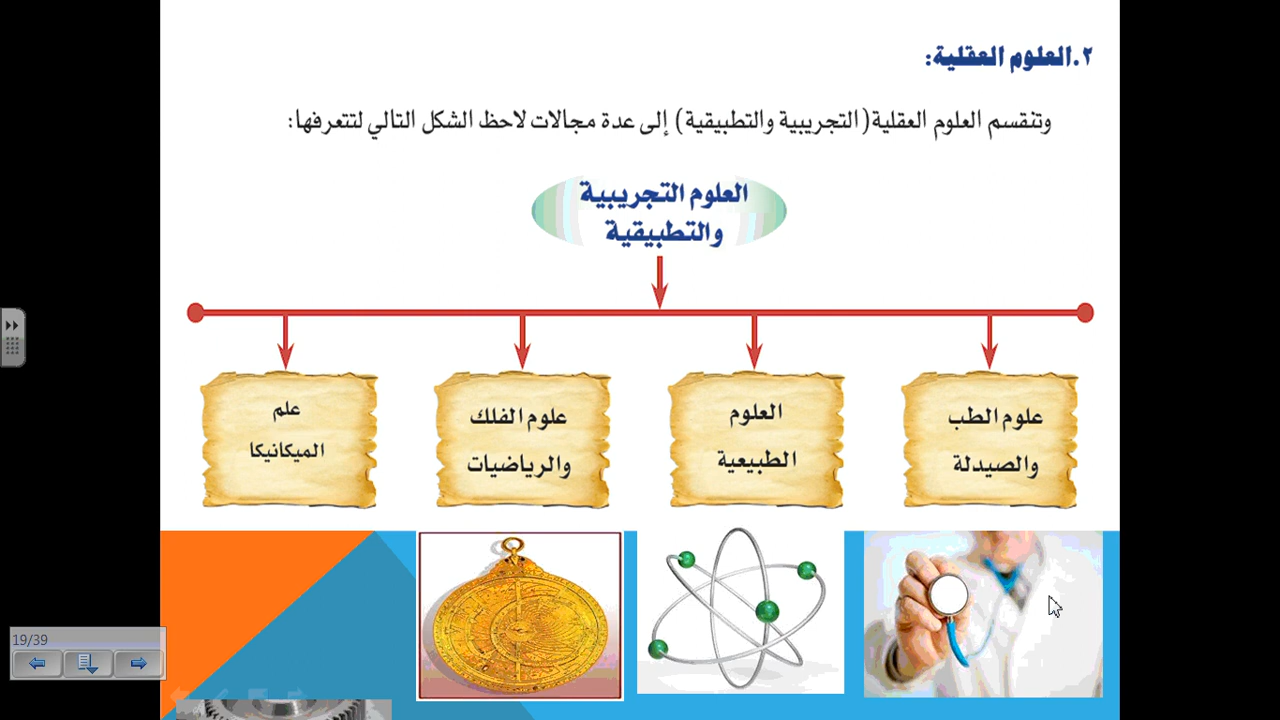 ٢.العلوم العقلية:
وتنقسم العلوم العقلية(التجريبية والتطبيقية) إلى عدة مجالات لاحظ الشكل التالي لتتعرفها:
العلوم التجريبية
والتطبيقية
علوم الطب
والصيدلة
العلوم
الطبيعية
علوم الفلك
والرياضيات
علم
الميكانيكا
19/39